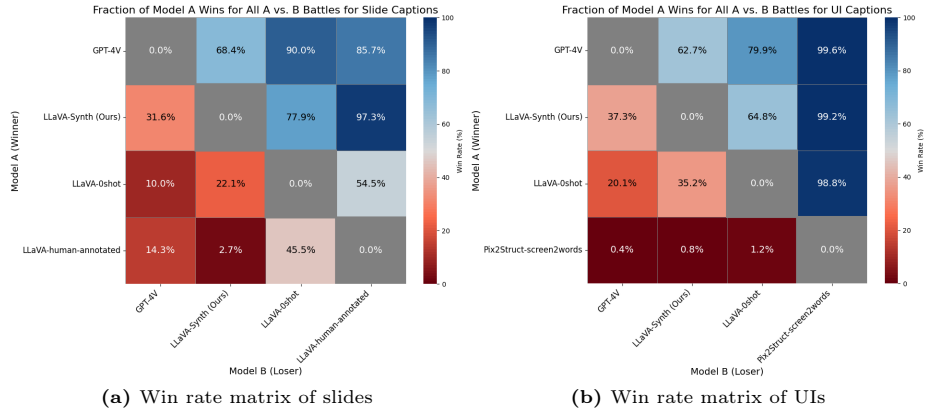 Fraction of Model A Wins for All A vs. B Battles for Slide Captions
GPT-4V 0.0% 68.4% 90.0% 85.7%
LLaVA-Synth (Ours) 31.6% 0.0% 77.9% 97.3%
LLaVA-0shot 10.0% 22.1% 0.0% 54.5%
LLaVA-human-annotated 14.3% 2.7% 45.5% 0.0%
Model A (Winner)
GPT-4V
LLaVA-Synth (Ours)
LLaVA-0shot
LLaVA-human-annotated
Model B (Loser)
100
80
60
40
20
0
Win Rate (%)
(a) Win rate matrix of slides
Fraction of Model A Wins for All A vs. B Battles for UI Captions
GPT-4V 0.0% 62.7% 79.9% 99.6%
LLaVA-Synth (Ours) 37.3% 0.0% 64.8% 99.2%
LLaVA-0shot 20.1% 35.2% 0.0% 98.8%
Pix2Struct-screen2words 0.4% 0.8% 1.2% 0.0%
Model A (Winner)
GPT-4V
LLaVA-Synth (Ours)
LLaVA-0shot
Pix2Struct-screen2words
Model B (Loser)
100
80
60
40
20
0
Win Rate (%)
(b) Win rate matrix of UIs